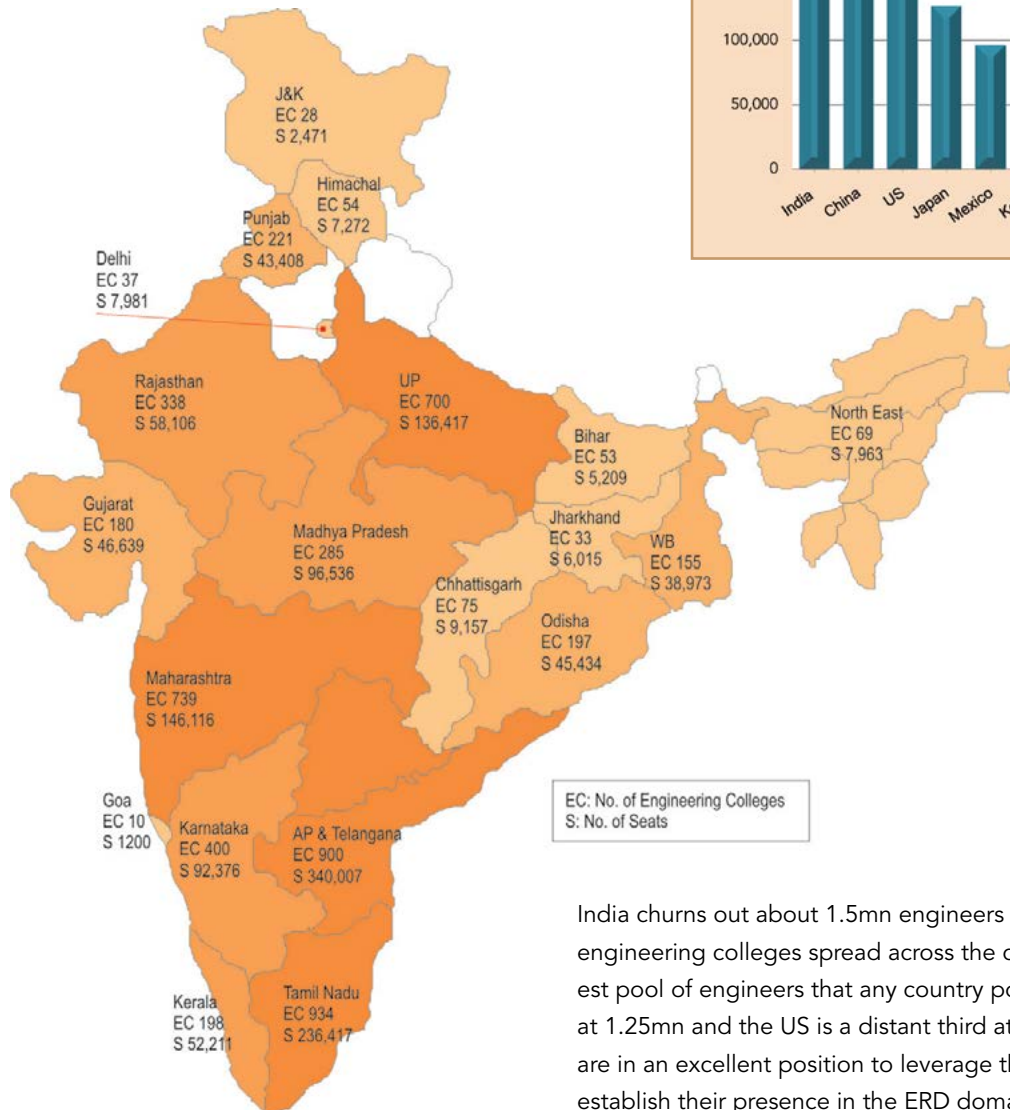 100,000
50,000
0
India
China
US
Japan
Mexico
J&K
EC 28
S 2,471
Himachal
EC 54
S 7,272
Punjab
EC 221
S 43,408
Delhi
EC 37
S 7,981
Rajasthan
EC 338
S 58,106
UP
EC 700
S 136,417
Bihar
EC 53
S 5,209
North East
EC 69
S 7,963
Gujarat
EC 180
S 46,639
Madhya Pradesh
EC 285
S 96,536
Jharkhand
EC 33
S 6,015
WB
EC 155
S 38,973
Chhattisgarh
EC 75
S 9,157
Odisha
EC 197
S 45,434
Maharashtra
EC 739
S 146,116
Goa
EC 10
S 1200
Karnataka
EC 400
S 92,376
AP & Telangana
EC 900
S 340,007
Kerala
EC 198
S 52,211
Tamil Nadu
EC 934
S 236,417
EC: No. of Engineering Colleges
S: No. of Seats
India churns out about 1.5mn engineers
engineering colleges spread across the
est pool of engineers that any country
at 1.25mn and the US is a distant third at
are in an excellent position to leverage
establish their presence in the ERD